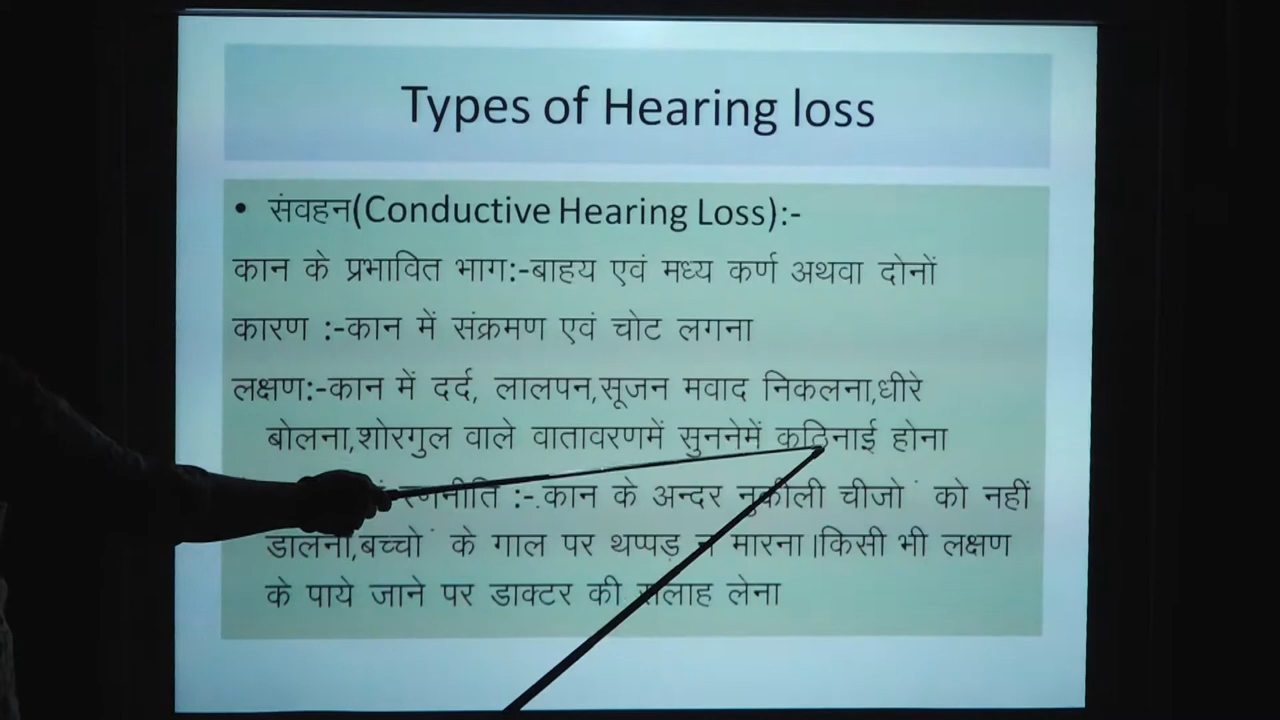 Types of Hearing loss
• संवहन(Conductive Hearing Loss):-
कान के प्रभावित भाग:-बाहय एवं मध्य कर्ण अथवा दोनों
कारण :-कान में संक्रमण एवं चोट लगना
लक्षण:-कान में दर्द, लालपन,सूजन मवाद निकलना,धीरे
बोलना,शोरगुल वाले वातावरणमें सुननेमें कठिनाई होना
रणनीति :-.कान के अन्दर नुकीली चीजों को नहीं
डालना,बच्चों के गाल पर थप्पड़ न मारना।किसी भी लक्षण
के पाये जाने पर डाक्टर की सलाह लेना